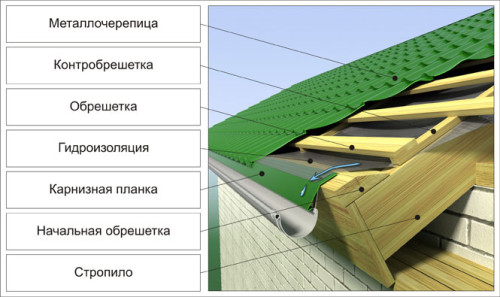 Металлочерепица
Контробрешетка
Обрешетка
Гидроизоляция
Карнизная планка
Начальная обрешетка
Стропило